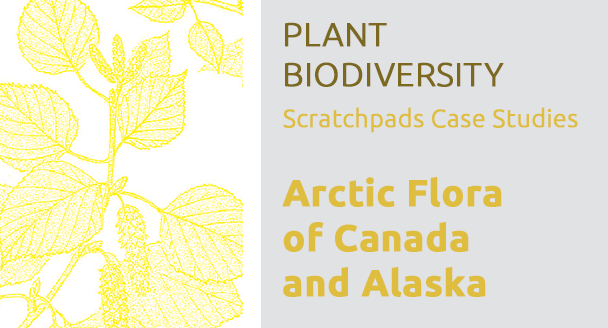 PLANT
BIODIVERSITY
Scratchpads Case Studies
Arctic Flora
of Canada
and Alaska